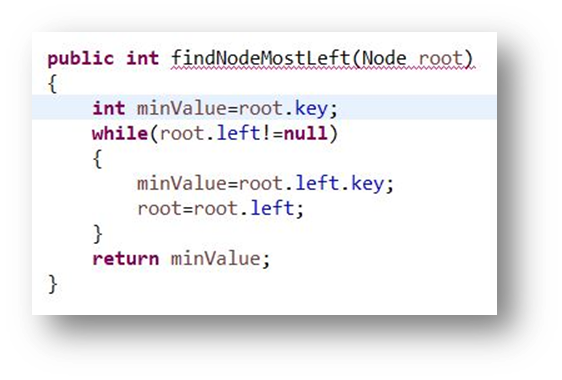 public int findNodeMostLeft(Node root)
{
    int minValue=root.key;
    while(root.left!=null)
    {
        minValue=root.left.key;
        root=root.left;
    }
    return minValue;
}